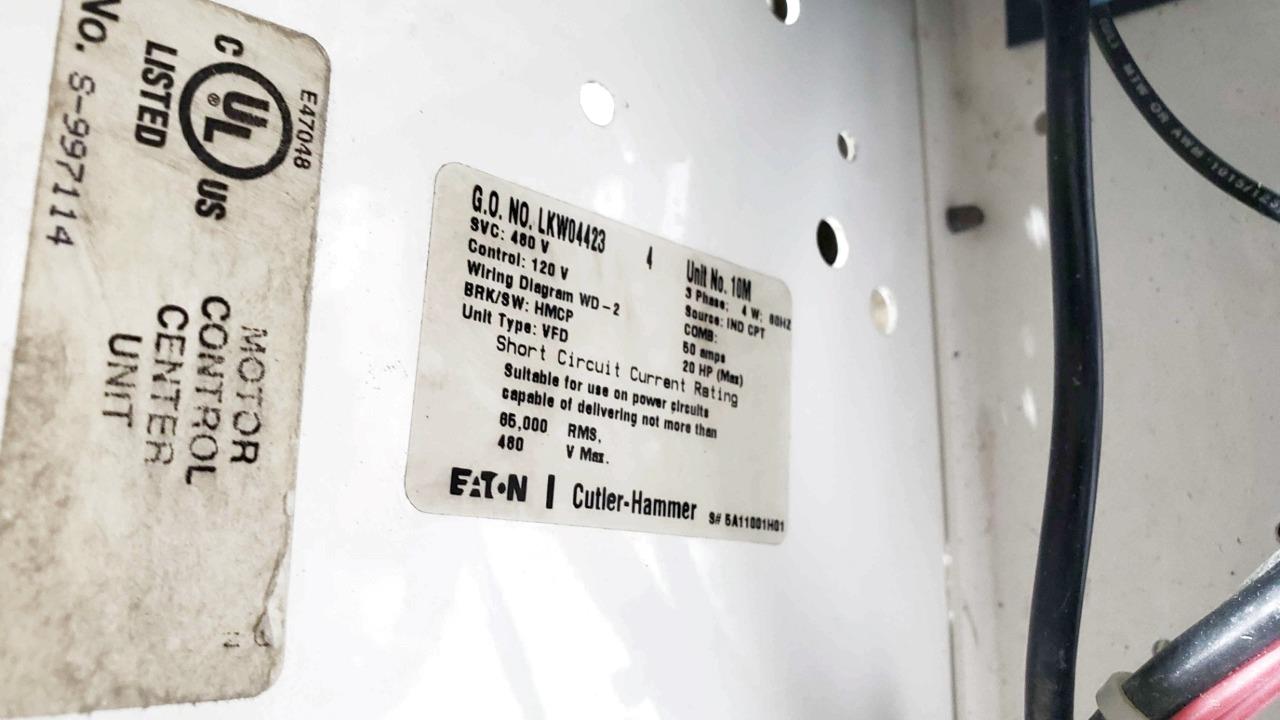 No. S-997114
C UL ® US
LISTED
E47048
MOTOR
CONTROL
CENTER
UNIT
G.O. NO. LKW04423 4 Unit No. 10M
SVC: 480 V 3 Phase; 4 W; 60HZ
Control: 120 V Source: IND CPT
Wiring Diagram WD-2 COMB:
BRK/SW: HMCP 50 amps
Unit Type: VFD 20 HP (Max)
Short Circuit Current Rating
Suitable for use on power circuits
capable of delivering not more than
65,000 RMS,
480 V Max.
EATON | Cutler-Hammer S# 5A11001H01
MTW OR AWM